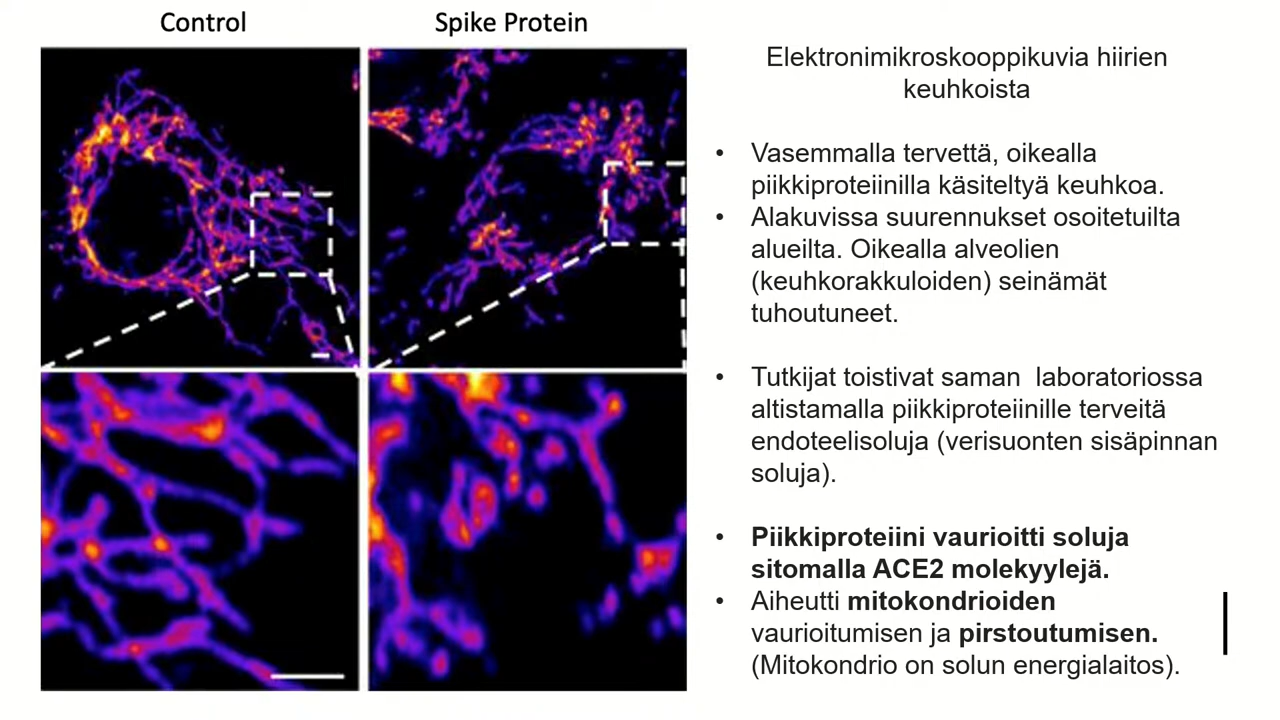 Control
Spike Protein
Elektronimikroskooppikuvia hiirien
keuhkoista
• Vasemmalla tervettä, oikealla
piikkiproteiinilla käsiteltyä keuhkoa.
• Alakuvissa suurennukset osoitetuilta
alueilta. Oikealla alveolien
(keuhkorakkuloiden) seinämät
tuhoutuneet.
• Tutkijat toistivat saman  laboratoriossa
altistamalla piikkiproteiinille terveitä
endoteelisoluja (verisuonten sisäpinnan
soluja).
• Piikkiproteiini vaurioitti soluja
sitomalla ACE2 molekyylejä.
• Aiheutti mitokondrioiden
vaurioitumisen ja pirstoutumisen.
(Mitokondrio on solun energialaitos).